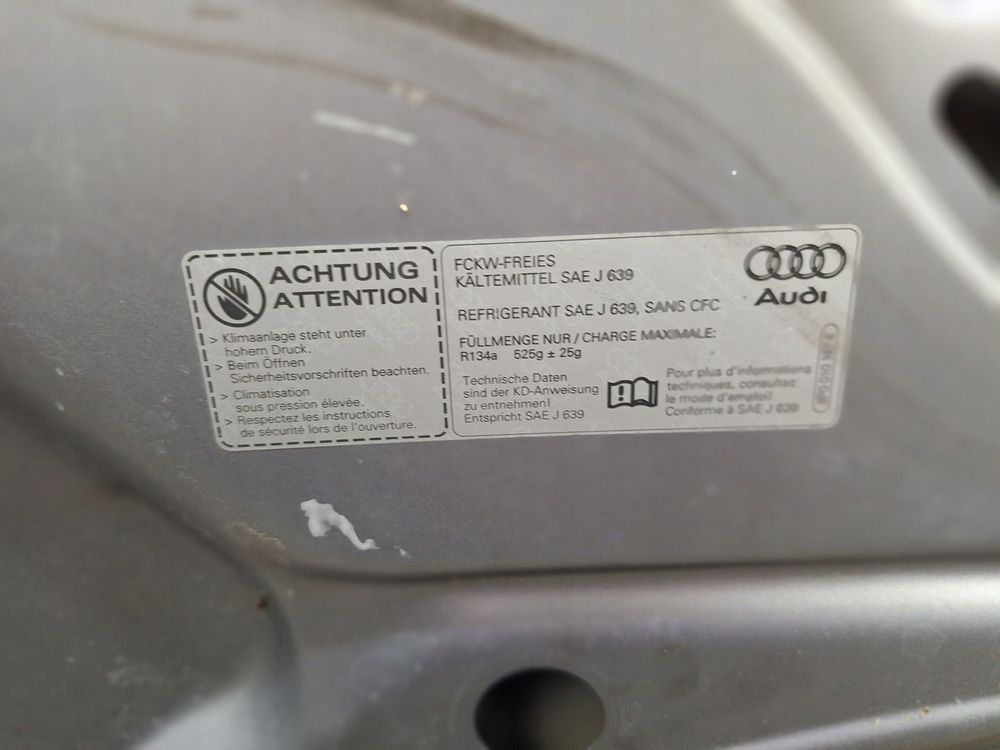 ACHTUNG
ATTENTION
> Klimaanlage steht unter
hohem Druck.
> Beim Öffnen
Sicherheitsvorschriften beachten.
> Climatisation
sous pression élevée.
> Respectez les instructions
de sécurité lors de l'ouverture.
FCKW-FREIES
KÄLTEMITTEL SAE J 639
REFRIGERANT SAE J 639, SANS CFC
FÜLLMENGE NUR / CHARGE MAXIMALE:
R134a 525g ± 25g
Technische Daten
sind der KD-Anweisung
zu entnehmen!
Entspricht SAE J 639
Audi
Pour plus d'informations
techniques, consultez
le mode d'emploi!
Conforme à SAE J 639